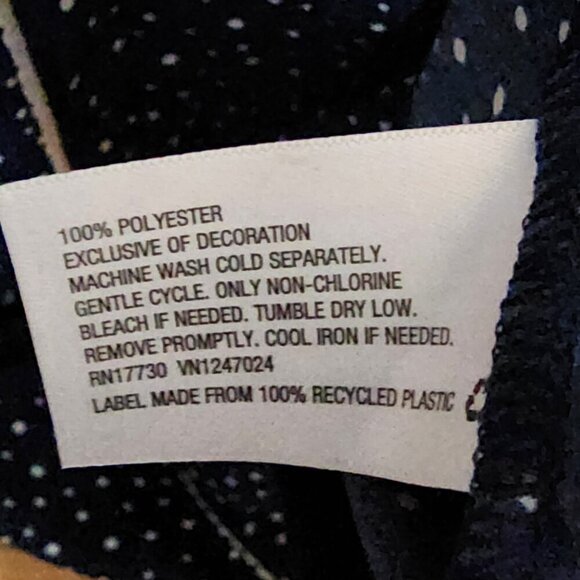 100% POLYESTER
EXCLUSIVE OF DECORATION
MACHINE WASH COLD SEPARATELY.
GENTLE CYCLE. ONLY NON-CHLORINE
BLEACH IF NEEDED. TUMBLE DRY LOW.
REMOVE PROMPTLY. COOL IRON IF NEEDED.
RN17730 VN1247024
LABEL MADE FROM 100% RECYCLED PLASTIC